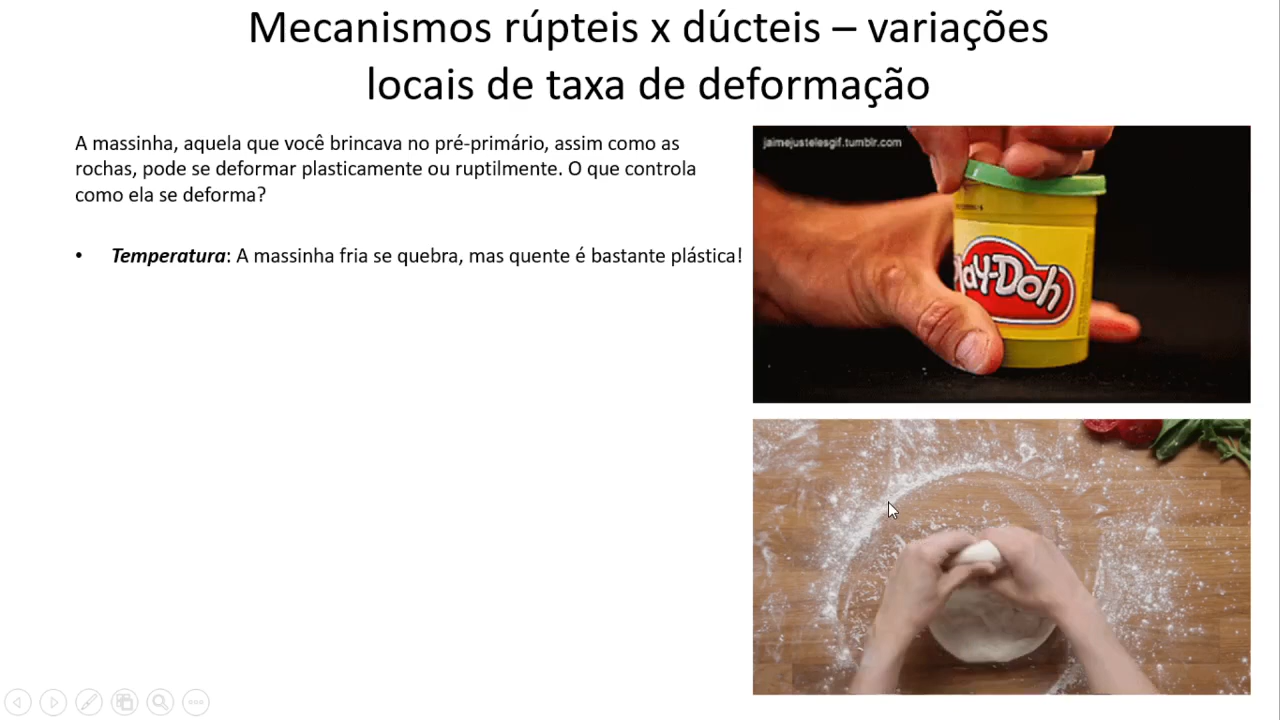 Mecanismos rúpteis x dúcteis – variações
locais de taxa de deformação
A massinha, aquela que você brincava no pré-primário, assim como as
rochas, pode se deformar plasticamente ou ruptilmente. O que controla
como ela se deforma?
• Temperatura: A massinha fria se quebra, mas quente é bastante plástica!
jaimejustelesgif.tumblr.com
Play-Doh